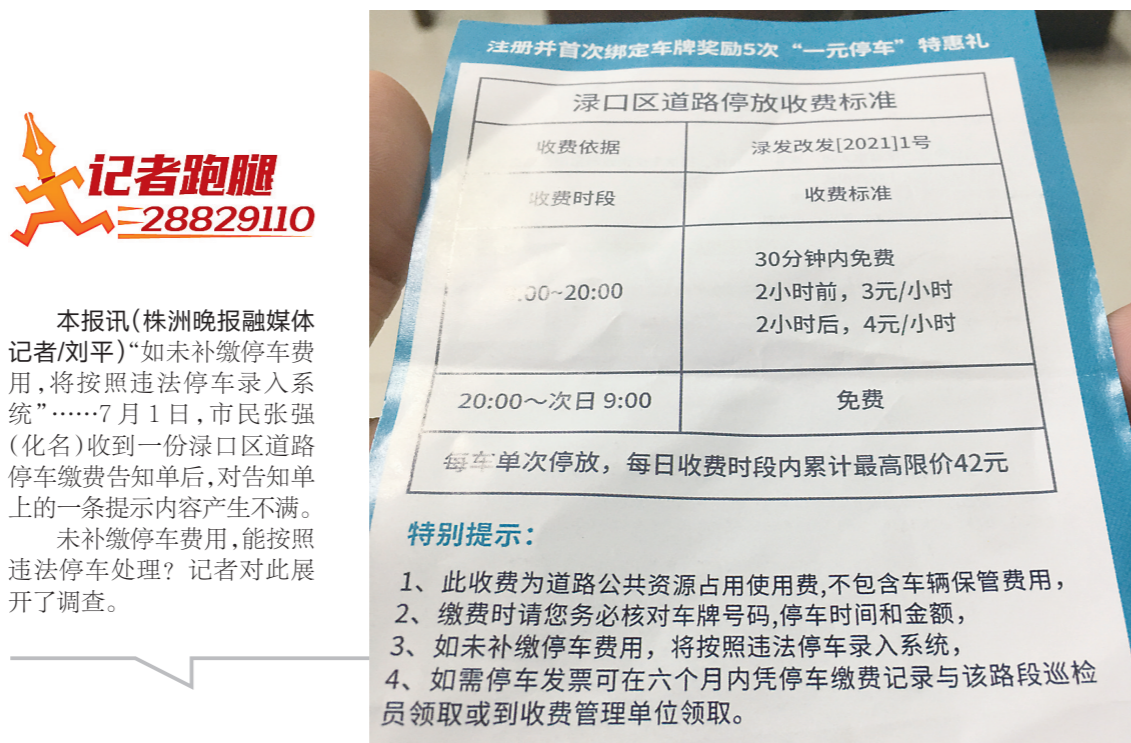 记者跑腿
28829110
本报讯(株洲晚报融媒体
记者/刘平)“如未补缴停车费
用,将按照违法停车录入系
统”……7月1日,市民张强
(化名)收到一份渌口区道路
停车缴费告知单后,对告知单
上的一条提示内容产生不满。
未补缴停车费用,能按照
违法停车处理？记者对此展
开了调查。
注册并首次绑定车牌奖励5次“一元停车”特惠礼
渌口区道路停放收费标准
收费依据 渌发改发[2021]1号
收费时段 收费标准
:00~20:00
30分钟内免费
2小时前，3元/小时
2小时后，4元/小时
20:00～次日9:00 免费
每车单次停放，每日收费时段内累计最高限价42元
特别提示：
1、此收费为道路公共资源占用使用费,不包含车辆保管费用，
2、缴费时请您务必核对车牌号码,停车时间和金额，
3、如未补缴停车费用，将按照违法停车录入系统，
4、如需停车发票可在六个月内凭停车缴费记录与该路段巡检
员领取或到收费管理单位领取。